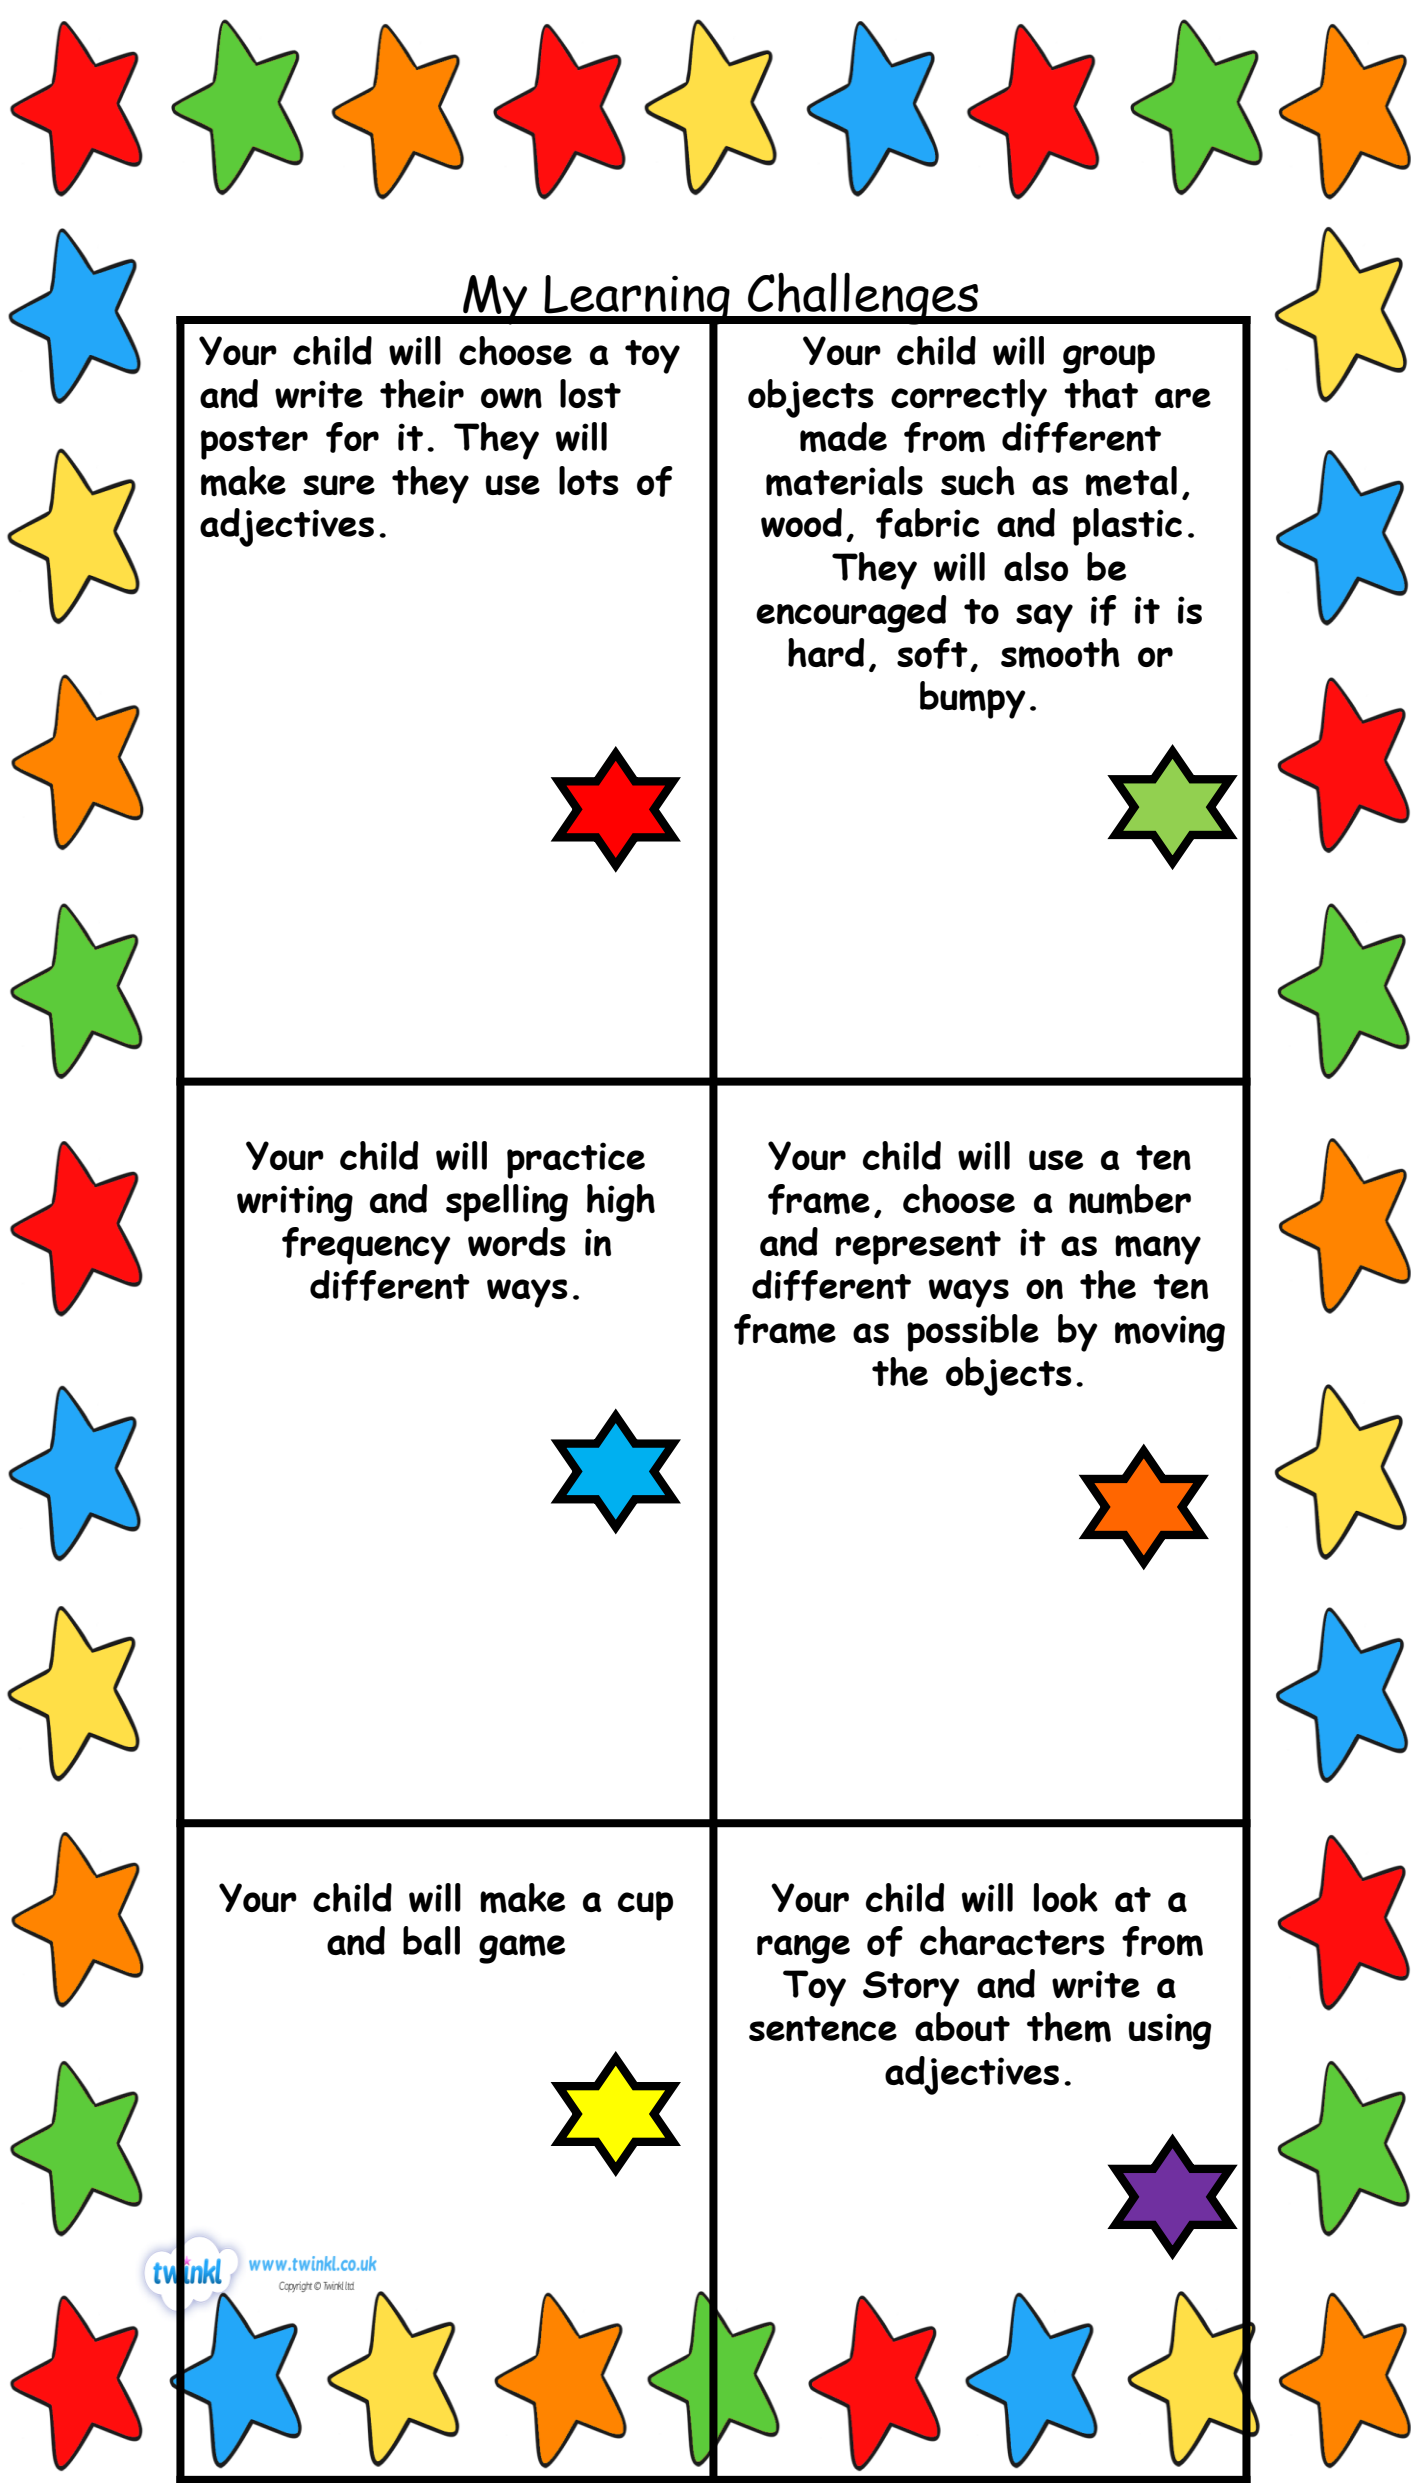 My Learning Challenges
Your child will choose a toy
and write their own lost
poster for it. They will
make sure they use lots of
adjectives.
Your child will group
objects correctly that are
made from different
materials such as metal,
wood, fabric and plastic.
They will also be
encouraged to say if it is
hard, soft, smooth or
bumpy.
Your child will practice
writing and spelling high
frequency words in
different ways.
Your child will use a ten
frame, choose a number
and represent it as many
different ways on the ten
frame as possible by moving
the objects.
Your child will make a cup
and ball game
Your child will look at a
range of characters from
Toy Story and write a
sentence about them using
adjectives.
twinkl
www.twinkl.co.uk
Copyright © Twinkl Ltd